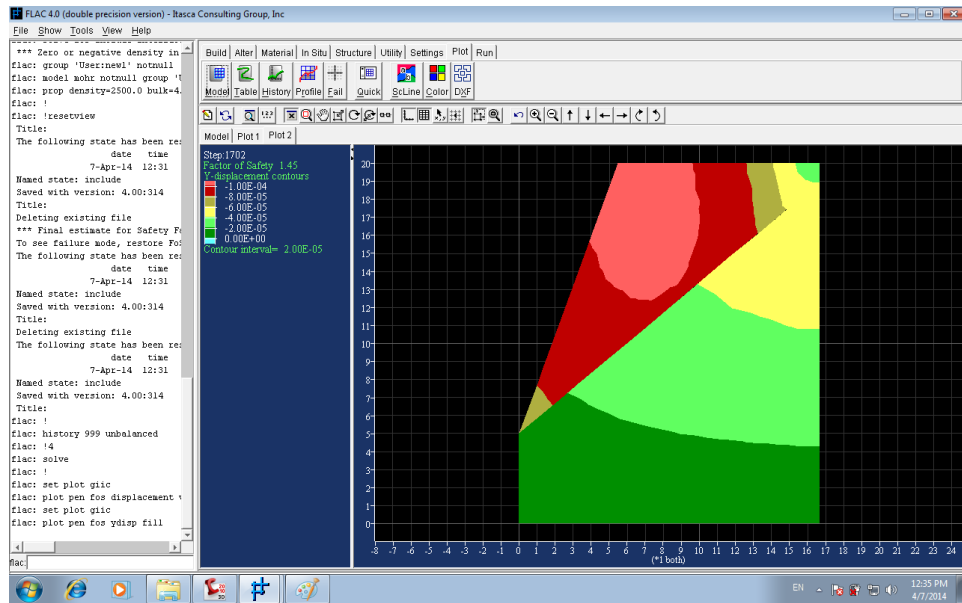 FLAC 4.0 (double precision version) - Itasca Consulting Group, Inc
File Show Tools View Help
*** Zero or negative density in
flac: group 'User:newl' notnull
flac: model mohr notnull group 'U
flac: prop density=2500.0 bulk=4.
flac: !
flac: !resetview
Title:
The following state has been re
date time
7-Apr-14 12:31
Named state: include
Saved with version: 4.00:314
Title:
Deleting existing file
*** Final estimate for Safety Fa
To see failure mode, restore Fo
The following state has been re
date time
7-Apr-14 12:31
Named state: include
Saved with version: 4.00:314
Title:
Deleting existing file
The following state has been re
date time
7-Apr-14 12:31
Named state: include
Saved with version: 4.00:314
Title:
flac: !
flac: history 999 unbalanced
flac: !4
flac: solve
flac: !
flac: set plot giic
flac: plot pen fos displacement
flac: set plot giic
flac: plot pen fos ydisp fill
flac:
Build Alter Material In Situ Structure Utility Settings Plot Run
Model Table History Profile Fail Quick ScLine Color DXF
Model Plot 1 Plot 2
Step:1702
Factor of Safety 1.45
Y-displacement contours
-1.00E-04
-8.00E-05
-6.00E-05
-4.00E-05
-2.00E-05
0.00E+00
Contour interval= 2.00E-05
20
19
18
17
16
15
14
13
12
11
10
9
8
7
6
5
4
3
2
1
0
-8 -7 -6 -5 -4 -3 -2 -1 0 1 2 3 4 5 6 7 8 9 10 11 12 13 14 15 16 17 18 19 20 21 22 23 24
(*1 both)
EN
12:35 PM
4/7/2014